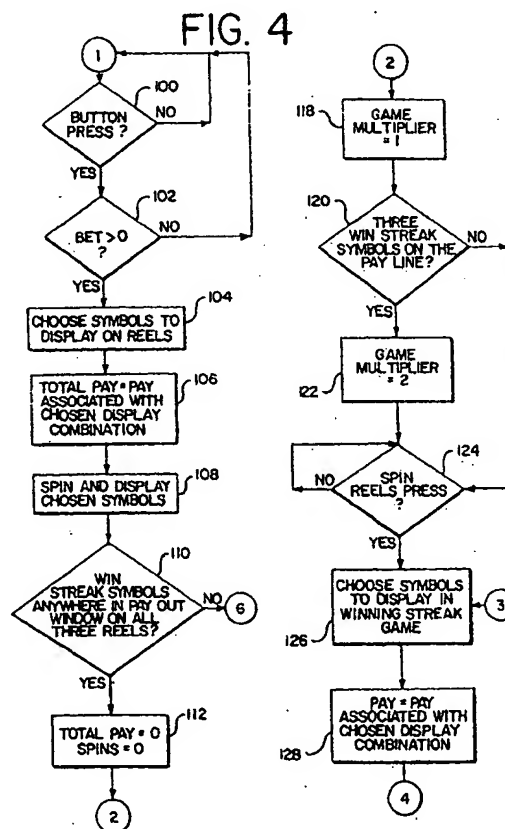 FIG. 4
1
100
BUTTON
PRESS ?
NO
YES
102
BET > 0
?
NO
YES
104
CHOOSE SYMBOLS TO
DISPLAY ON REELS
106
TOTAL PAY = PAY
ASSOCIATED WITH
CHOSEN DISPLAY
COMBINATION
108
SPIN AND DISPLAY
CHOSEN SYMBOLS
110
WIN
STREAK SYMBOLS
ANYWHERE IN PAY OUT
WINDOW ON ALL
THREE REELS?
NO
6
YES
112
TOTAL PAY = 0
SPINS = 0
2
2
118
GAME
MULTIPLIER
= 1
120
THREE
WIN STREAK
SYMBOLS ON THE
PAY LINE?
NO
YES
GAME
MULTIPLIER
= 2
122
124
SPIN
REELS PRESS
?
NO
YES
CHOOSE SYMBOLS
TO DISPLAY IN
WINNING STREAK
GAME
126
3
PAY = PAY
ASSOCIATED WITH
CHOSEN DISPLAY
COMBINATION
128
4